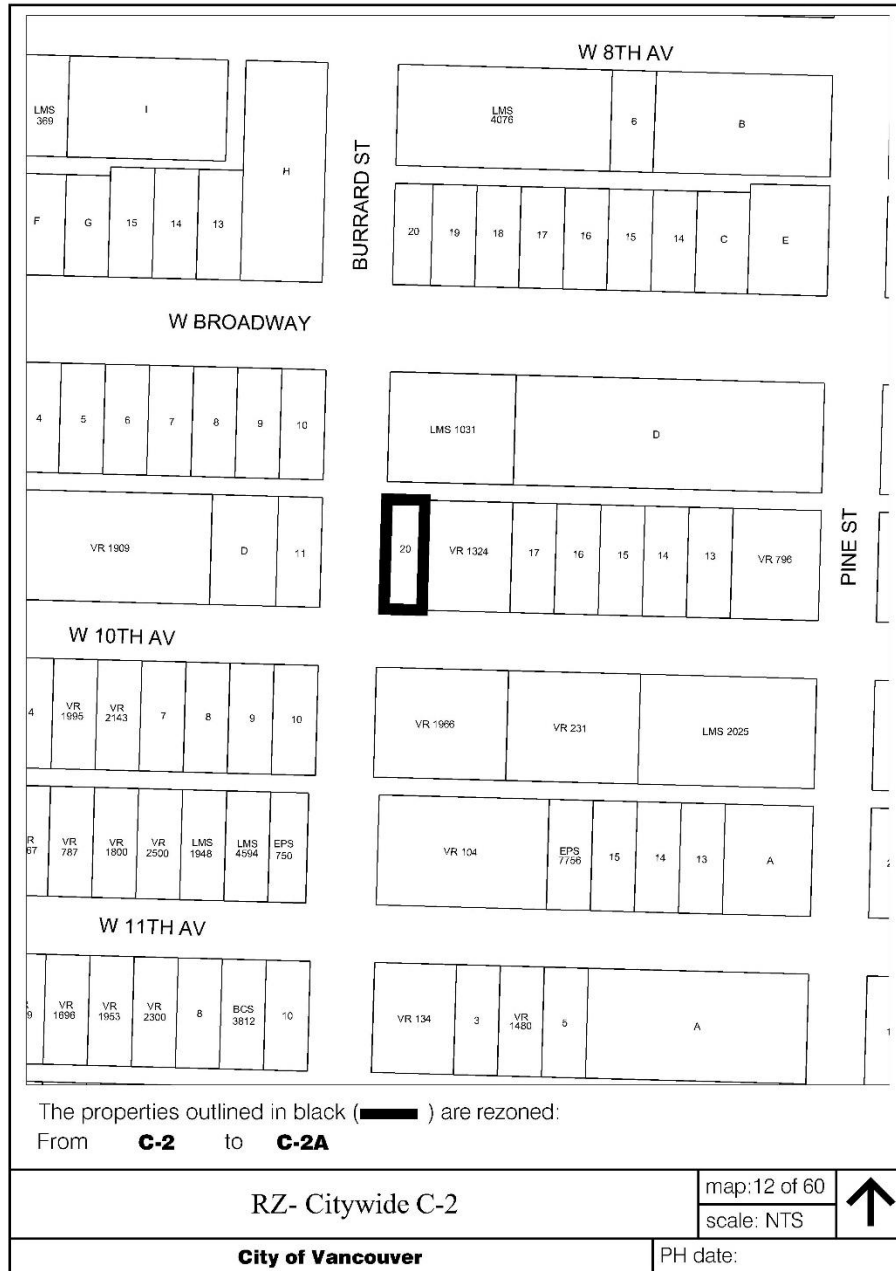 W 8TH AV
LMS
369
I
H
LMS
4076
6
B
BURRARD ST
F
G
15
14
13
20
19
18
17
16
15
14
C
E
W BROADWAY
4
5
6
7
8
9
10
LMS 1031
D
VR 1909
D
11
20
VR 1324
17
16
15
14
13
VR 796
PINE ST
W 10TH AV
4
VR
1995
VR
2143
7
8
9
10
VR 1966
VR 231
LMS 2025
R
67
VR
787
VR
1800
VR
2500
LMS
1948
LMS
4594
EPS
750
VR 104
EPS
7756
15
14
13
A
W 11TH AV
9
VR
1696
VR
1953
VR
2300
8
BCS
3812
10
VR 134
3
VR
1480
5
A
The properties outlined in black ( ) are rezoned:
From C-2 to C-2A
RZ- Citywide C-2
map:12 of 60
scale: NTS
City of Vancouver
PH date: